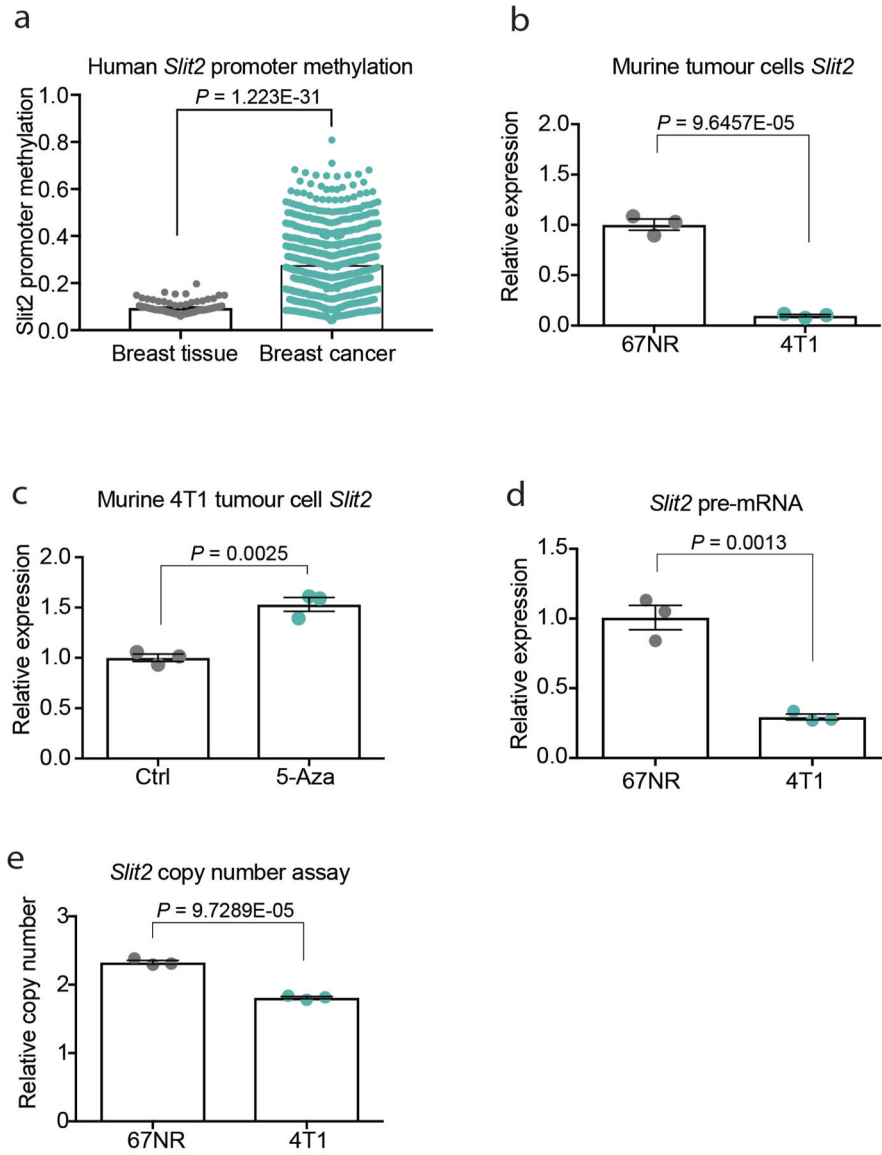 a
Human Slit2 promoter methylation
P = 1.223E-31
Slit2 promoter methylation
1.0
0.8
0.6
0.4
0.2
0.0
Breast tissue Breast cancer
b
Murine tumour cells Slit2
P = 9.6457E-05
Relative expression
2.0
1.5
1.0
0.5
0.0
67NR 4T1
c
Murine 4T1 tumour cell Slit2
P = 0.0025
Relative expression
2.0
1.5
1.0
0.5
0.0
Ctrl 5-Aza
d
Slit2 pre-mRNA
P = 0.0013
Relative expression
1.5
1.0
0.5
0.0
67NR 4T1
e
Slit2 copy number assay
P = 9.7289E-05
Relative copy number
3
2
1
0
67NR 4T1